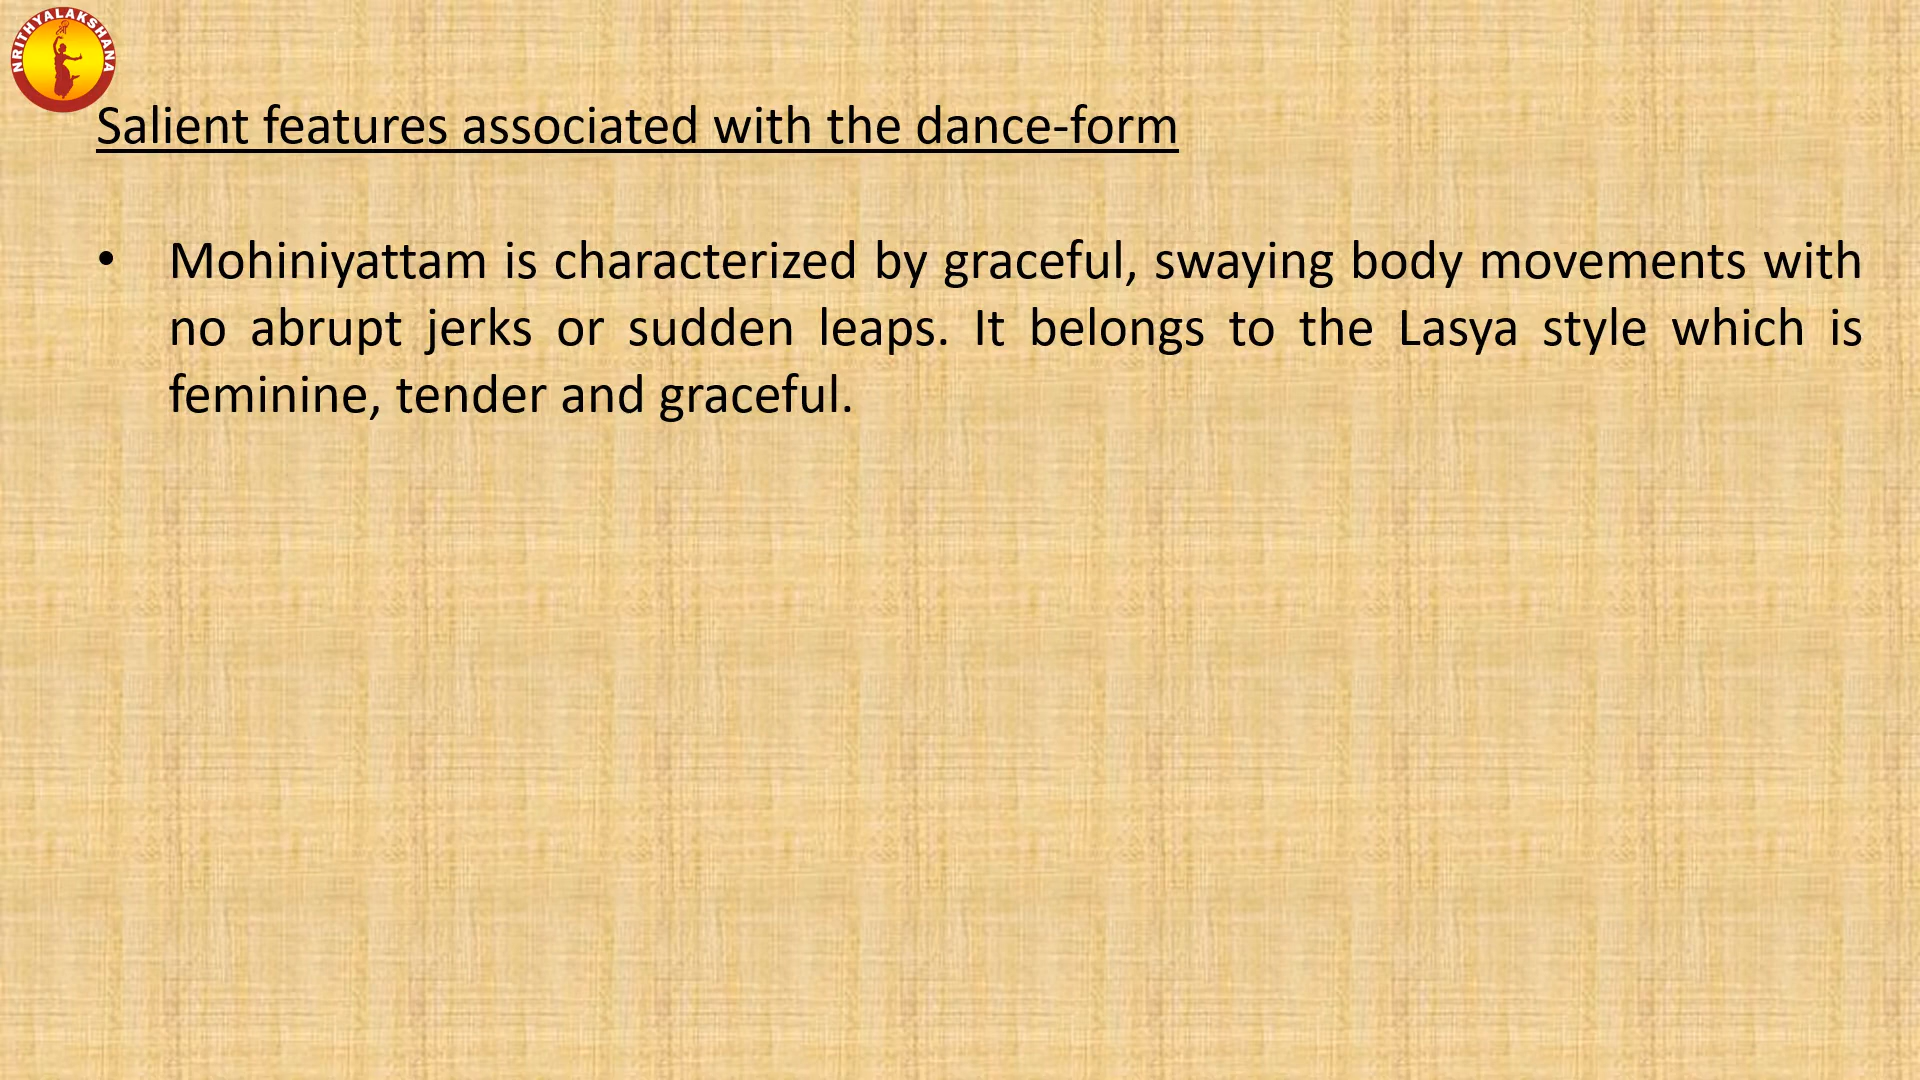 NRITHYALAKSHANA
श्री
Salient features associated with the dance-form
• Mohiniyattam is characterized by graceful, swaying body movements with
no abrupt jerks or sudden leaps. It belongs to the Lasya style which is
feminine, tender and graceful.